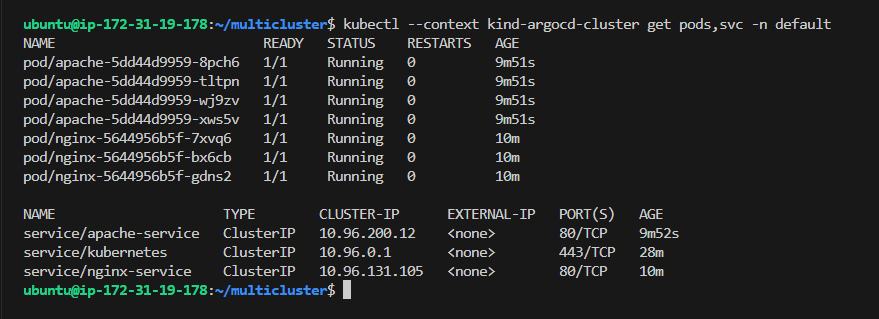 ubuntu@ip-172-31-19-178:~/multicluster$ kubectl --context kind-argocd-cluster get pods,svc -n default
NAME READY STATUS RESTARTS AGE
pod/apache-5dd44d9959-8pch6 1/1 Running 0 9m51s
pod/apache-5dd44d9959-tltpn 1/1 Running 0 9m51s
pod/apache-5dd44d9959-wj9zv 1/1 Running 0 9m51s
pod/apache-5dd44d9959-xws5v 1/1 Running 0 9m51s
pod/nginx-5644956b5f-7xvq6 1/1 Running 0 10m
pod/nginx-5644956b5f-bx6cb 1/1 Running 0 10m
pod/nginx-5644956b5f-gdns2 1/1 Running 0 10m
NAME TYPE CLUSTER-IP EXTERNAL-IP PORT(S) AGE
service/apache-service ClusterIP 10.96.200.12 <none> 80/TCP 9m52s
service/kubernetes ClusterIP 10.96.0.1 <none> 443/TCP 28m
service/nginx-service ClusterIP 10.96.131.105 <none> 80/TCP 10m
ubuntu@ip-172-31-19-178:~/multicluster$